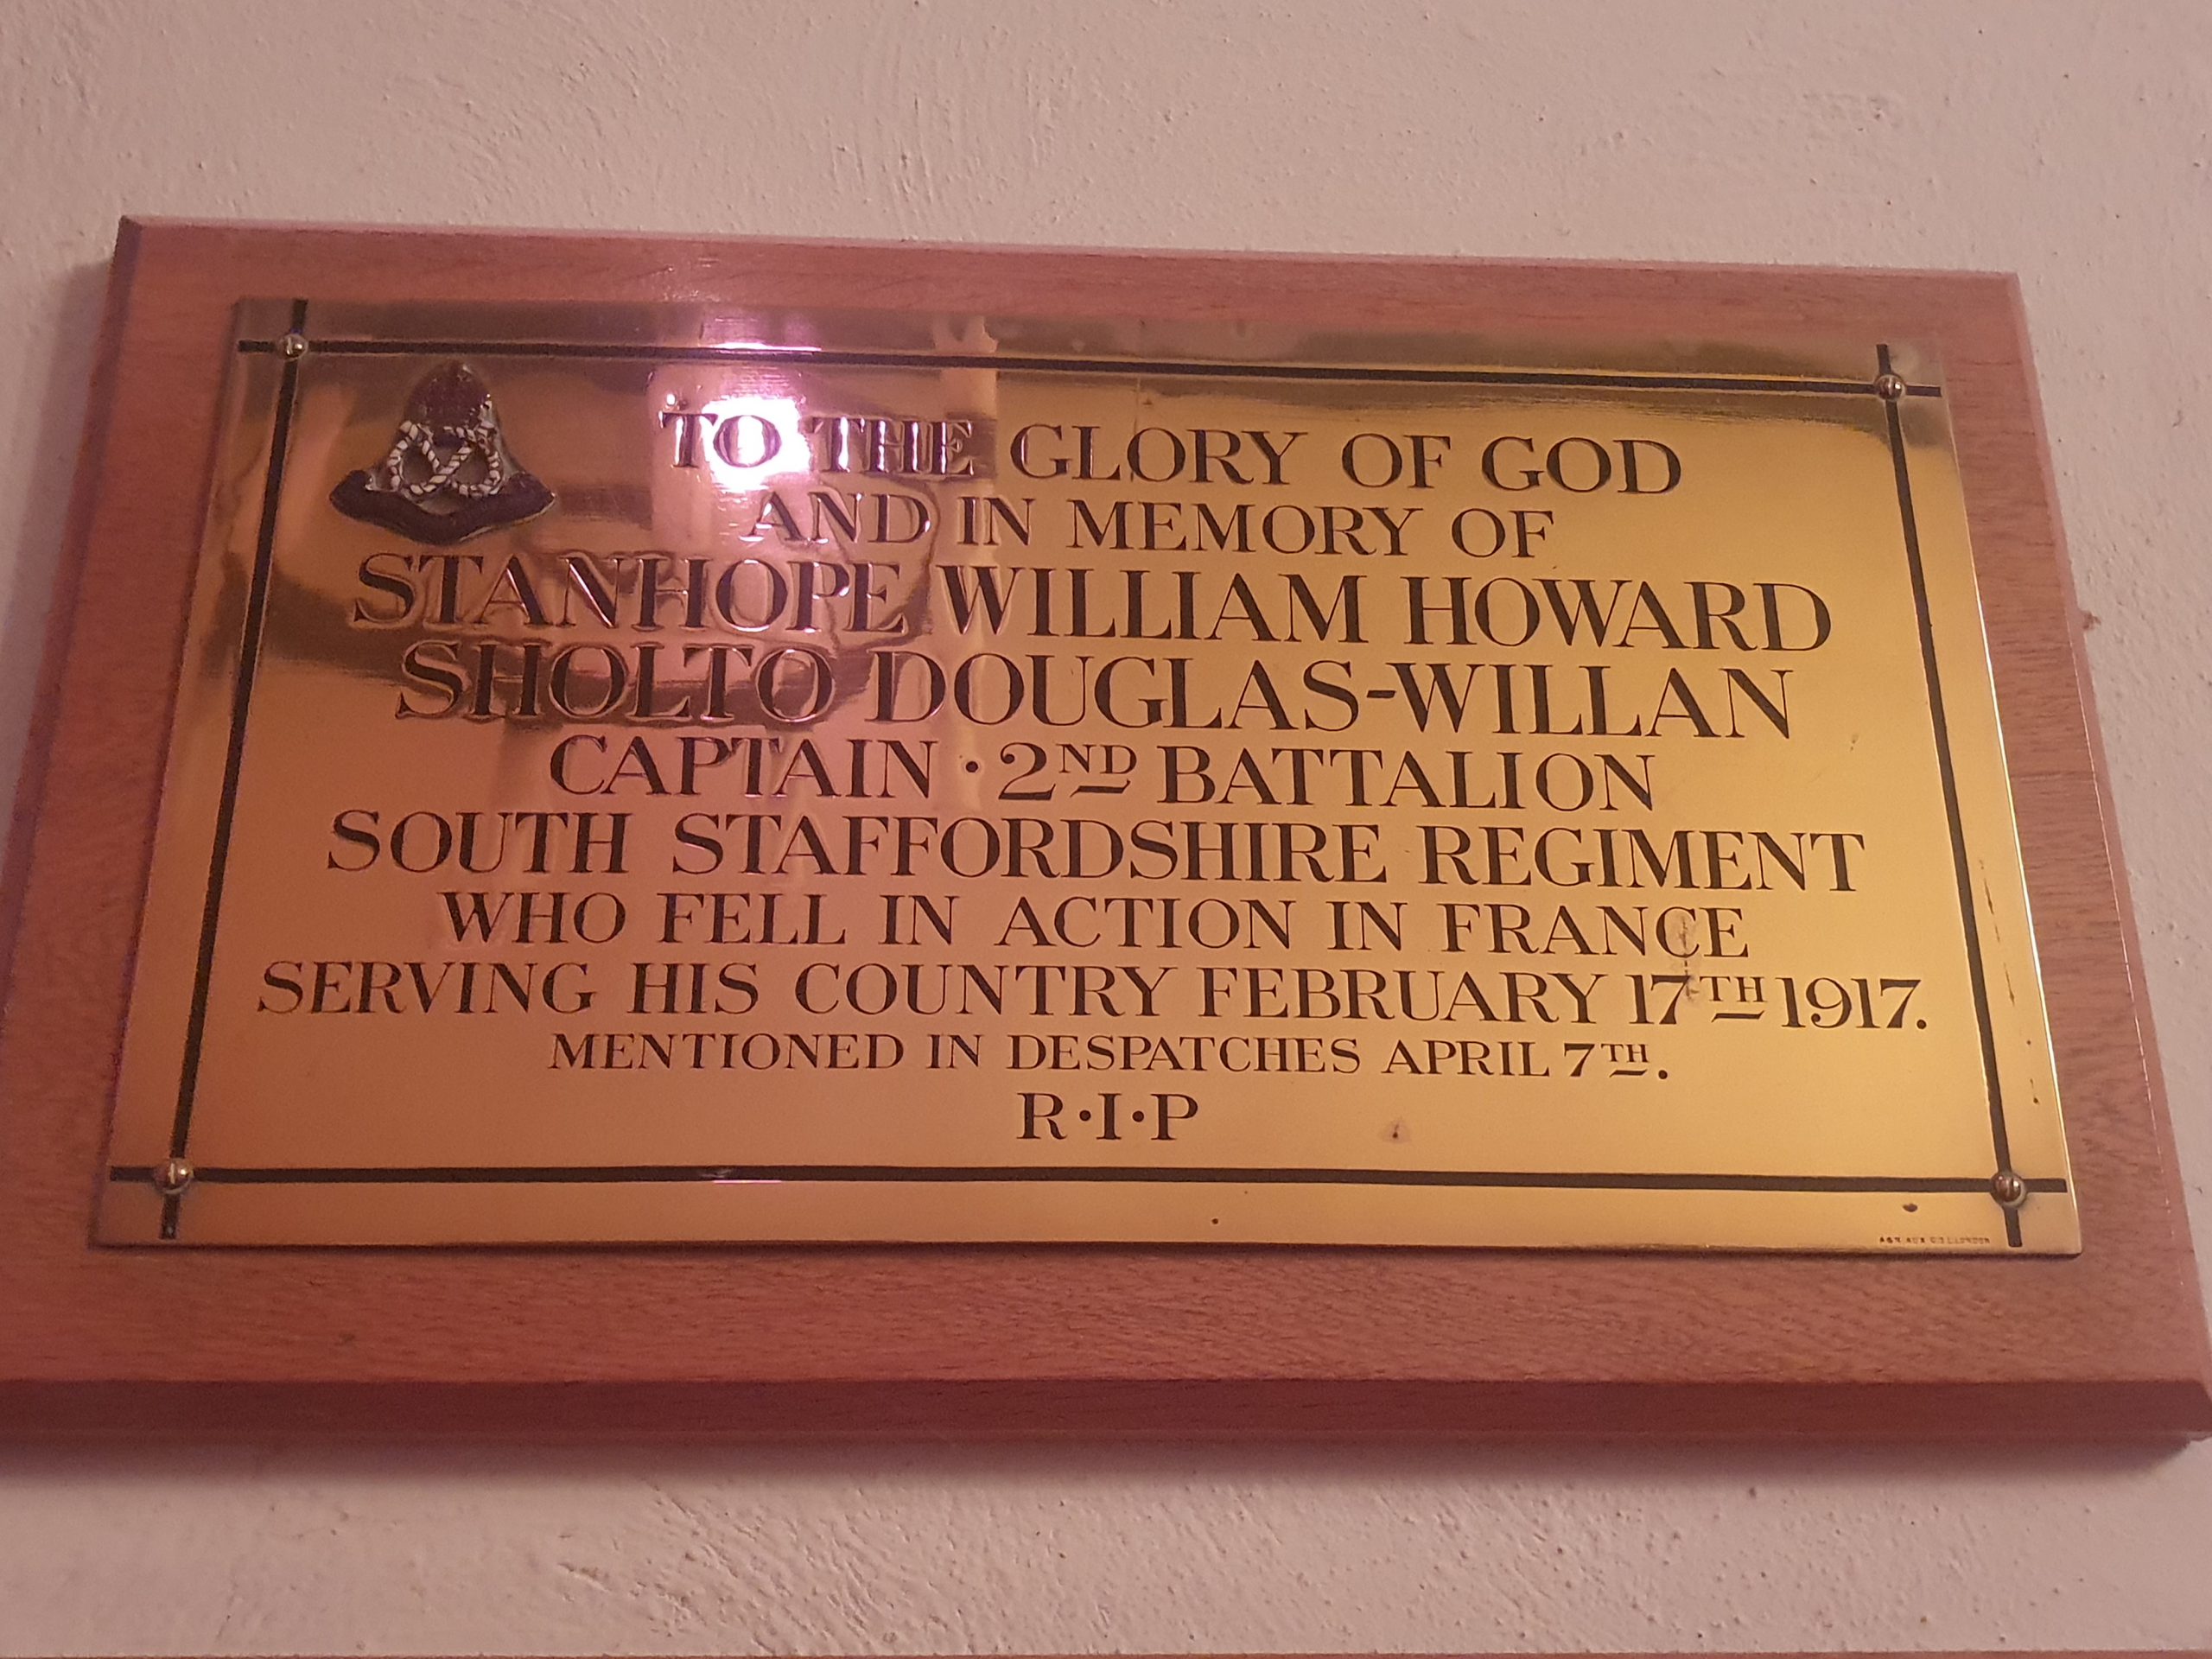 TO THE GLORY OF GOD
AND IN MEMORY OF
STANHOPE WILLIAM HOWARD
SHOLTO DOUGLAS-WILLAN
CAPTAIN · 2ND BATTALION
SOUTH STAFFORDSHIRE REGIMENT
WHO FELL IN ACTION IN FRANCE
SERVING HIS COUNTRY FEBRUARY 17TH 1917.
MENTIONED IN DESPATCHES APRIL 7TH.
R·I·P
LONDON